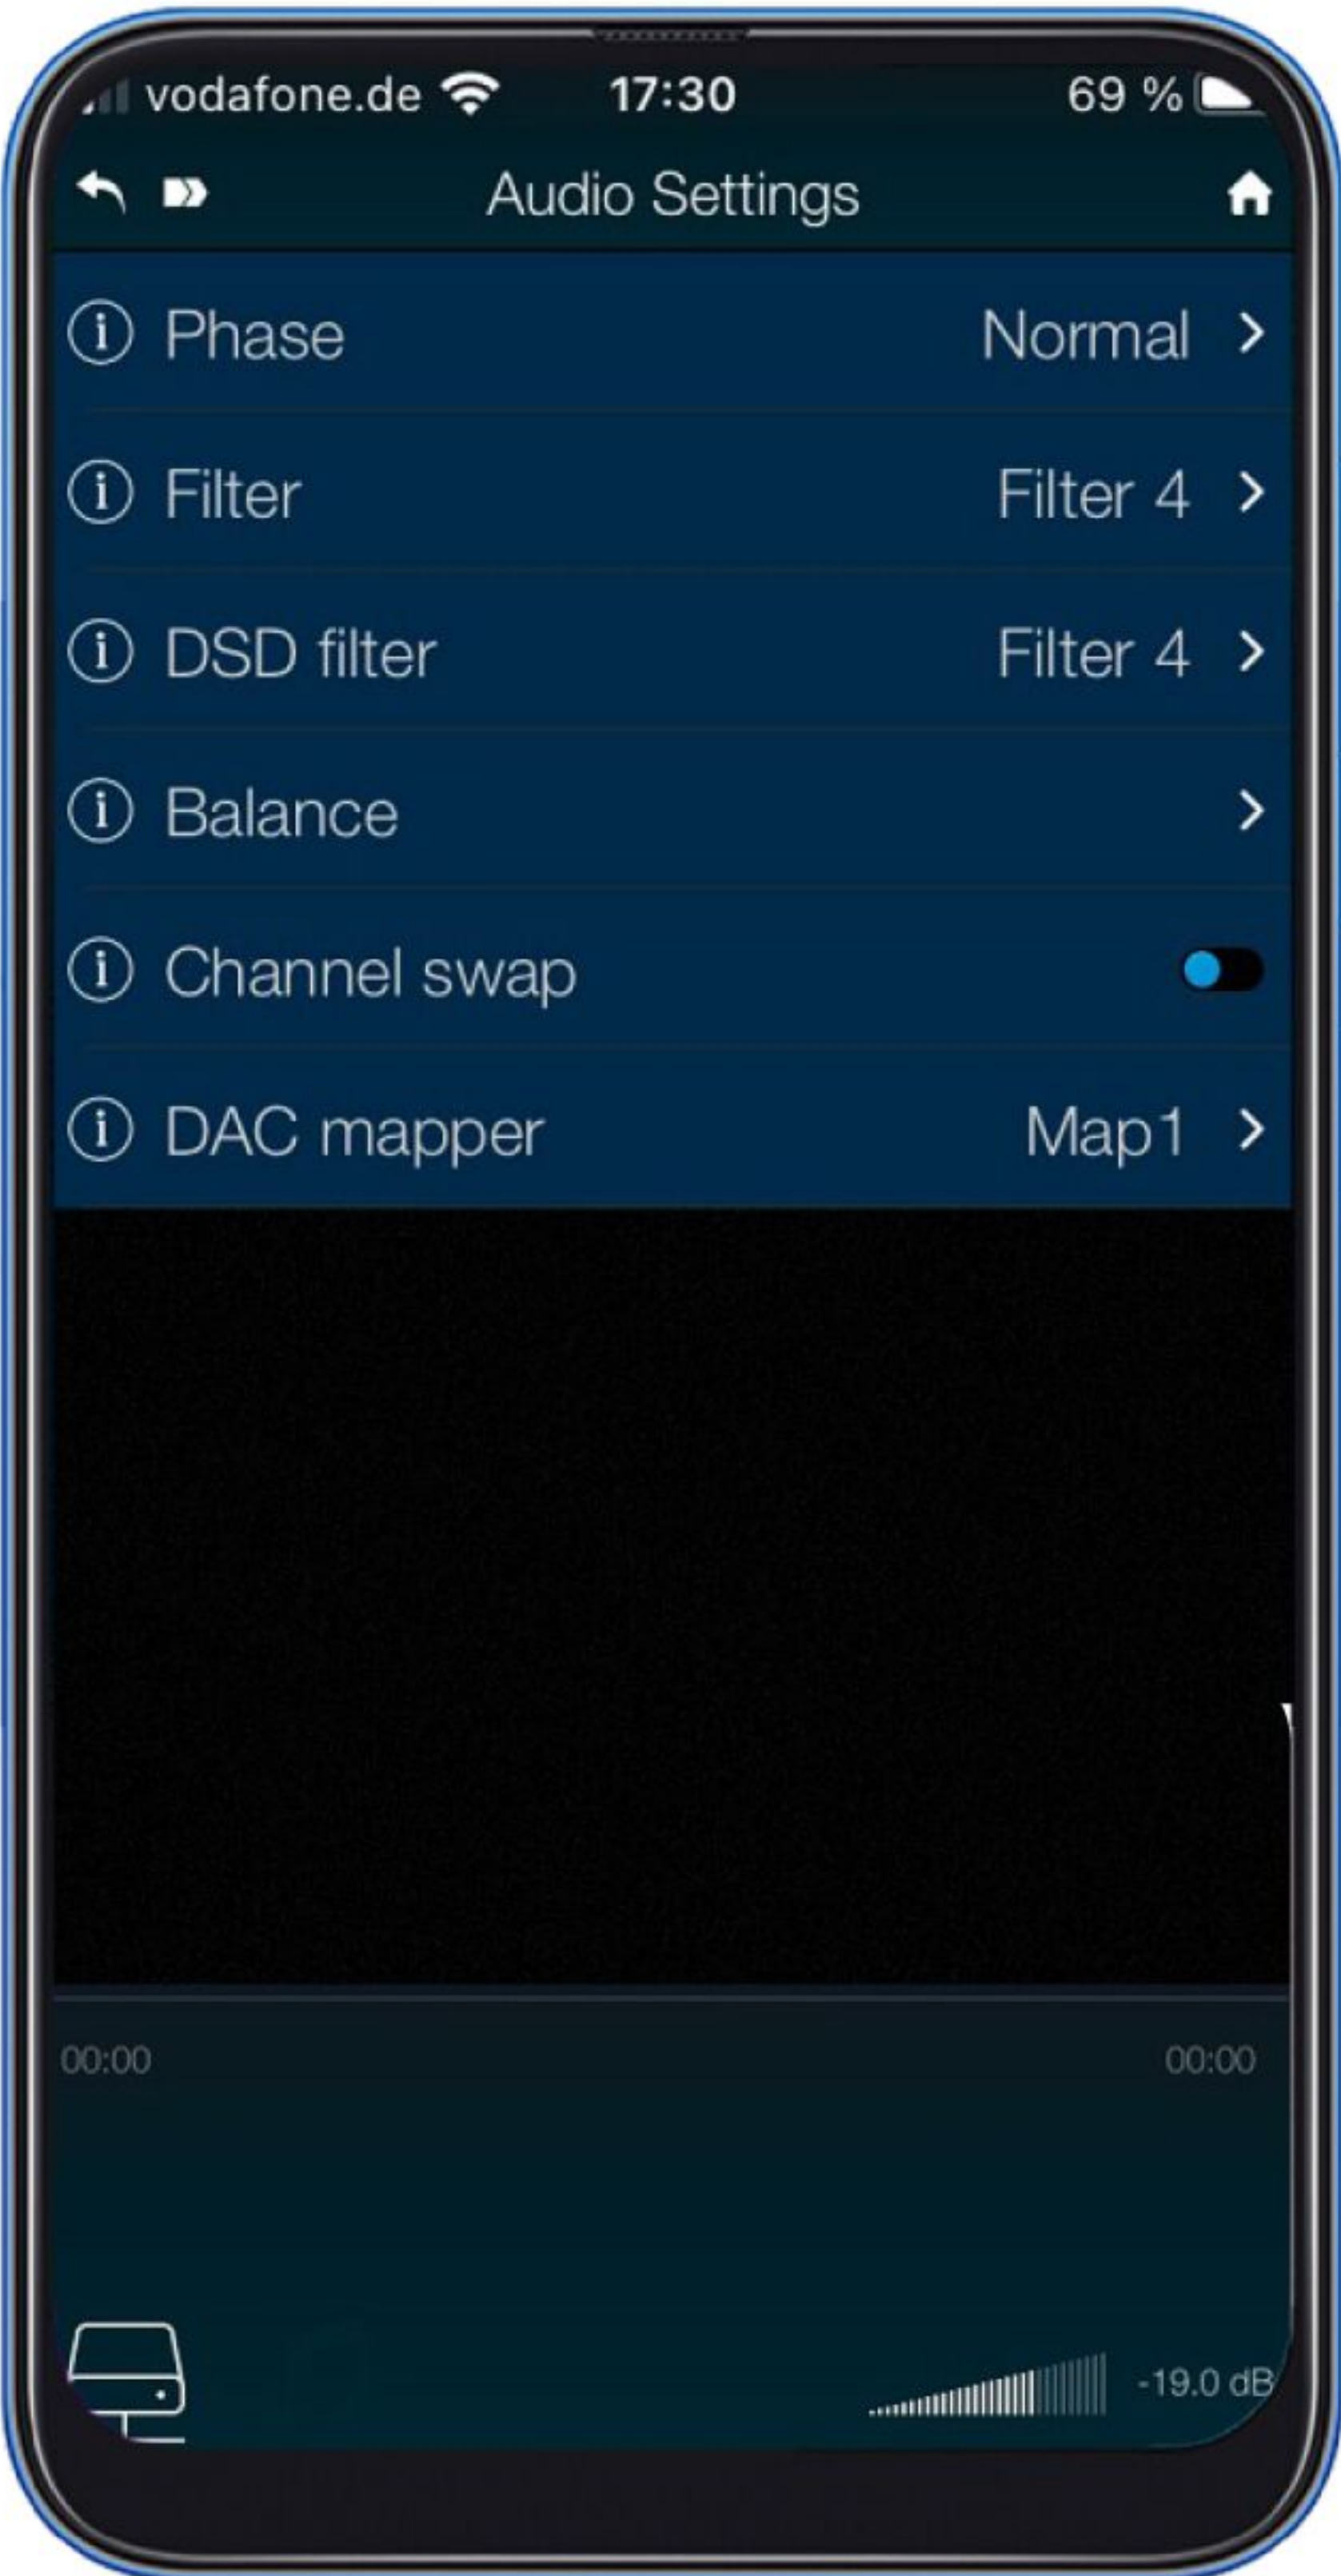 vodafone.de 17:30 69 %
Audio Settings
Phase Normal
Filter Filter 4
DSD filter Filter 4
Balance
Channel swap
DAC mapper Map1
00:00 00:00
-19.0 dB